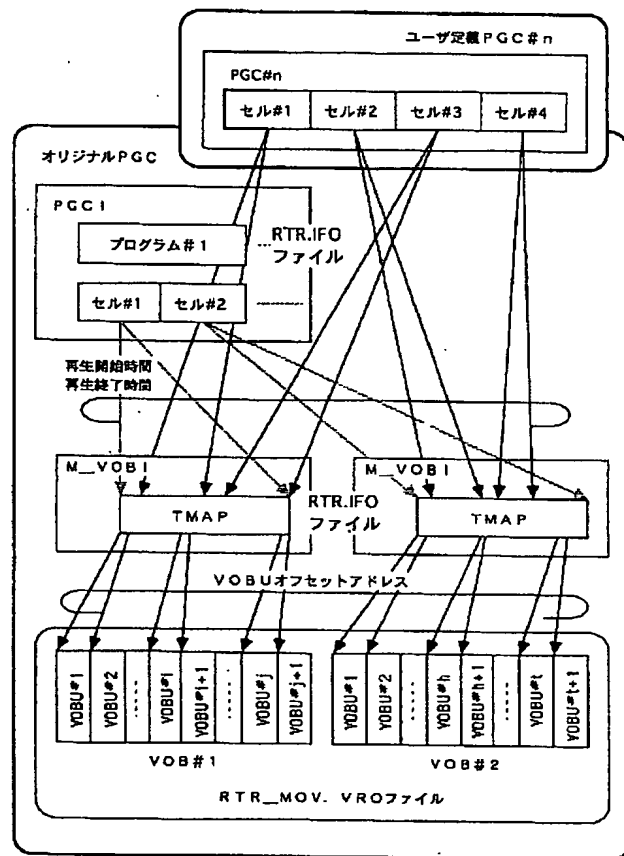 ユーザ定義PGC#n
PGC#n
セル#1 セル#2 セル#3 セル#4
オリジナルPGC
PGCI
プログラム#1
RTR.IFO
ファイル
セル#1 セル#2
再生開始時間
再生終了時間
M_VOBI
M_VOBI
TMAP
RTR.IFO
ファイル
TMAP
VOBUオフセットアドレス
VOBU#1 VOBU#2 VOBU#i VOBU#i+1 VOBU#j VOBU#j+1
VOBU#1 VOBU#2 VOBU#h VOBU#h+1 VOBU#t VOBU#t+1
VOB#1
VOB#2
RTR_MOV. VROファイル